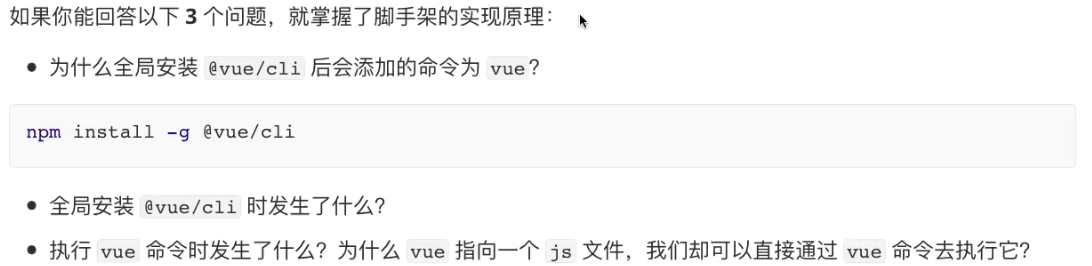 如果你能回答以下 3 个问题，就掌握了脚手架的实现原理：
为什么全局安装 @vue/cli 后会添加的命令为 vue？
npm install -g @vue/cli
全局安装 @vue/cli 时发生了什么？
执行 vue 命令时发生了什么？为什么 vue 指向一个 js 文件，我们却可以直接通过 vue 命令去执行它？